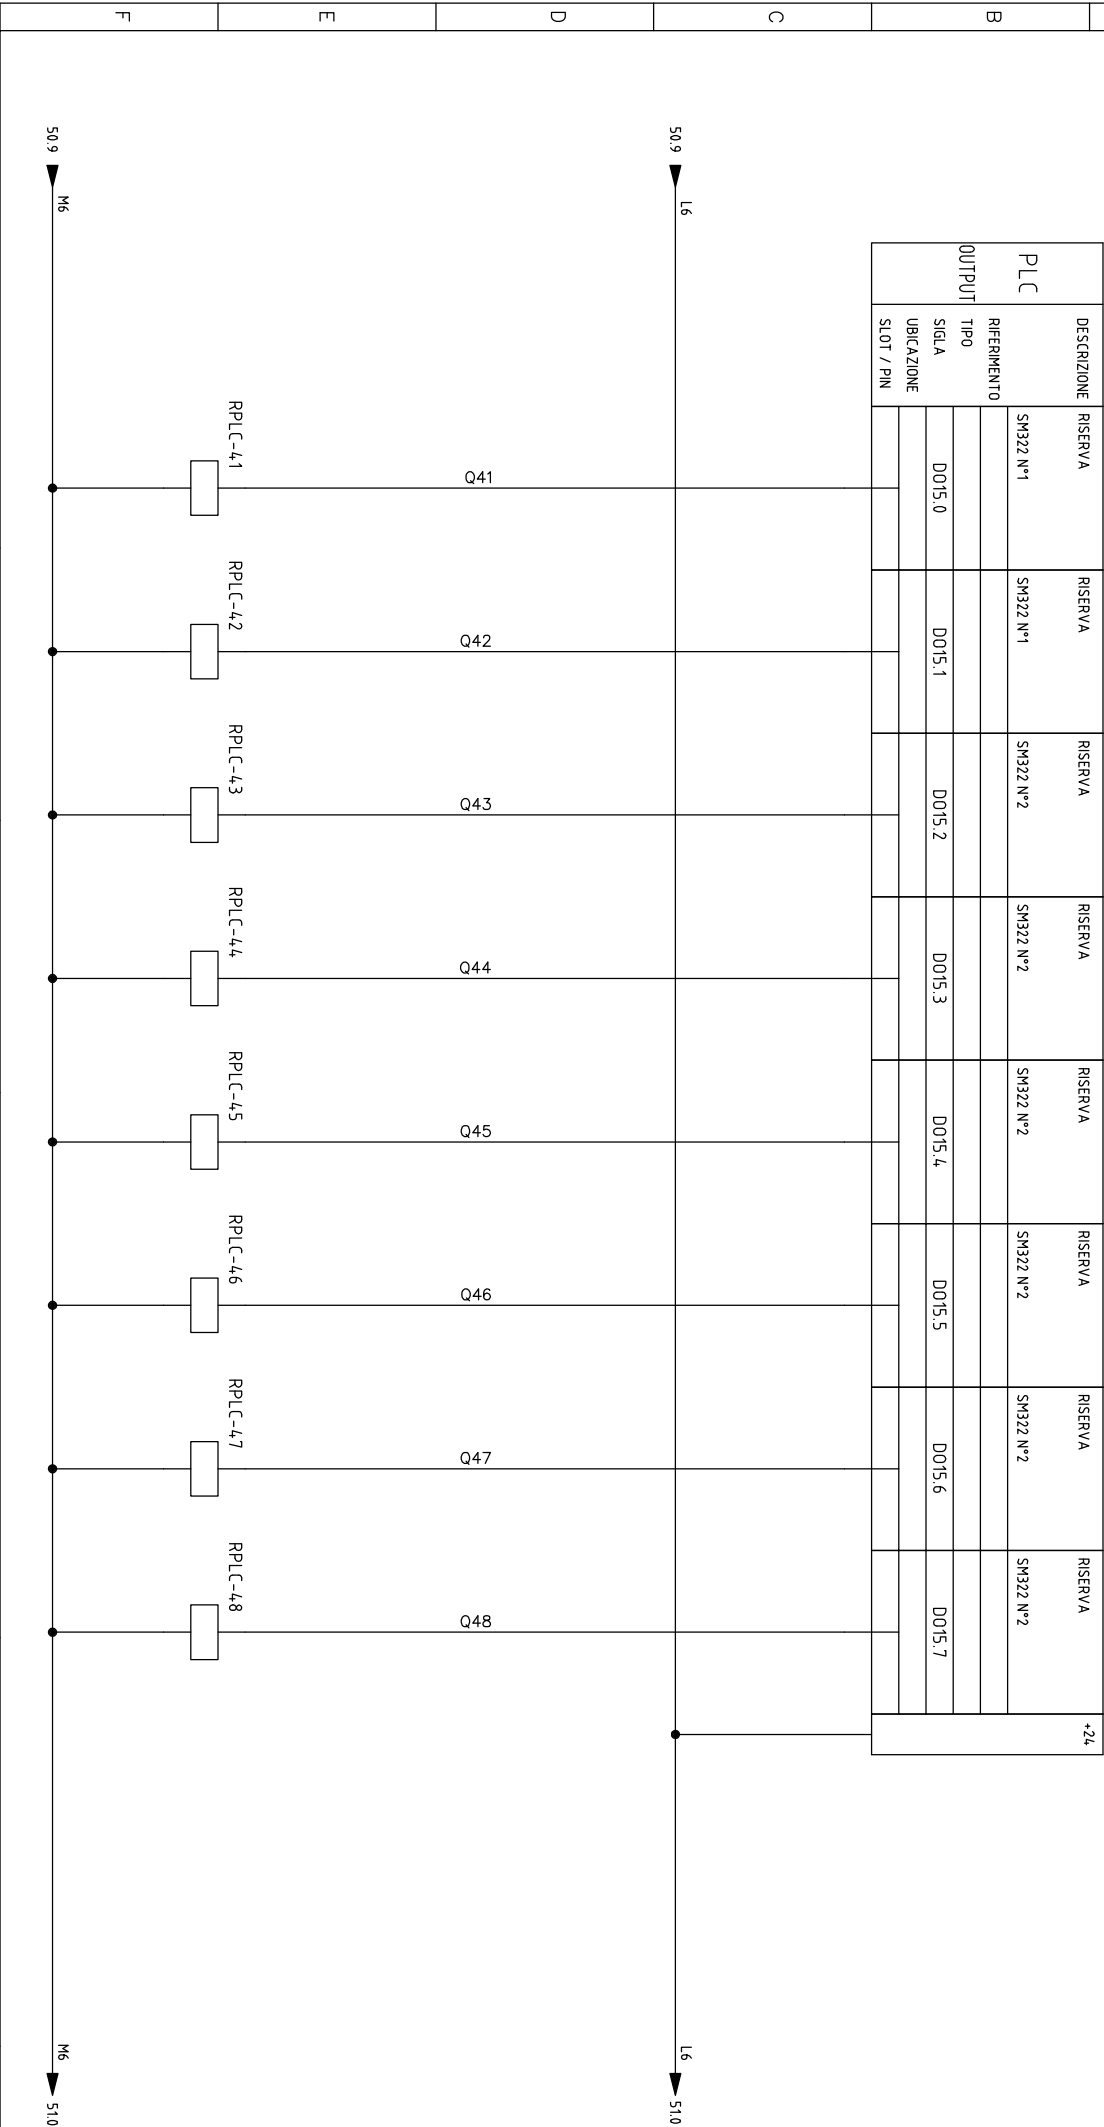 B
C
D
E
F
PLC
OUTPUT
DESCRIZIONE
RIFERIMENTO
TIPO
SIGLA
UBICAZIONE
SLOT / PIN
RISERVA RISERVA RISERVA RISERVA RISERVA RISERVA RISERVA RISERVA +24
SM322 N°1 SM322 N°1 SM322 N°2 SM322 N°2 SM322 N°2 SM322 N°2 SM322 N°2 SM322 N°2
DO15.0 DO15.1 DO15.2 DO15.3 DO15.4 DO15.5 DO15.6 DO15.7
50.9 L6 L6 51.0
Q41 Q42 Q43 Q44 Q45 Q46 Q47 Q48
RPLC-41 RPLC-42 RPLC-43 RPLC-44 RPLC-45 RPLC-46 RPLC-47 RPLC-48
50.9 M6 M6 51.0